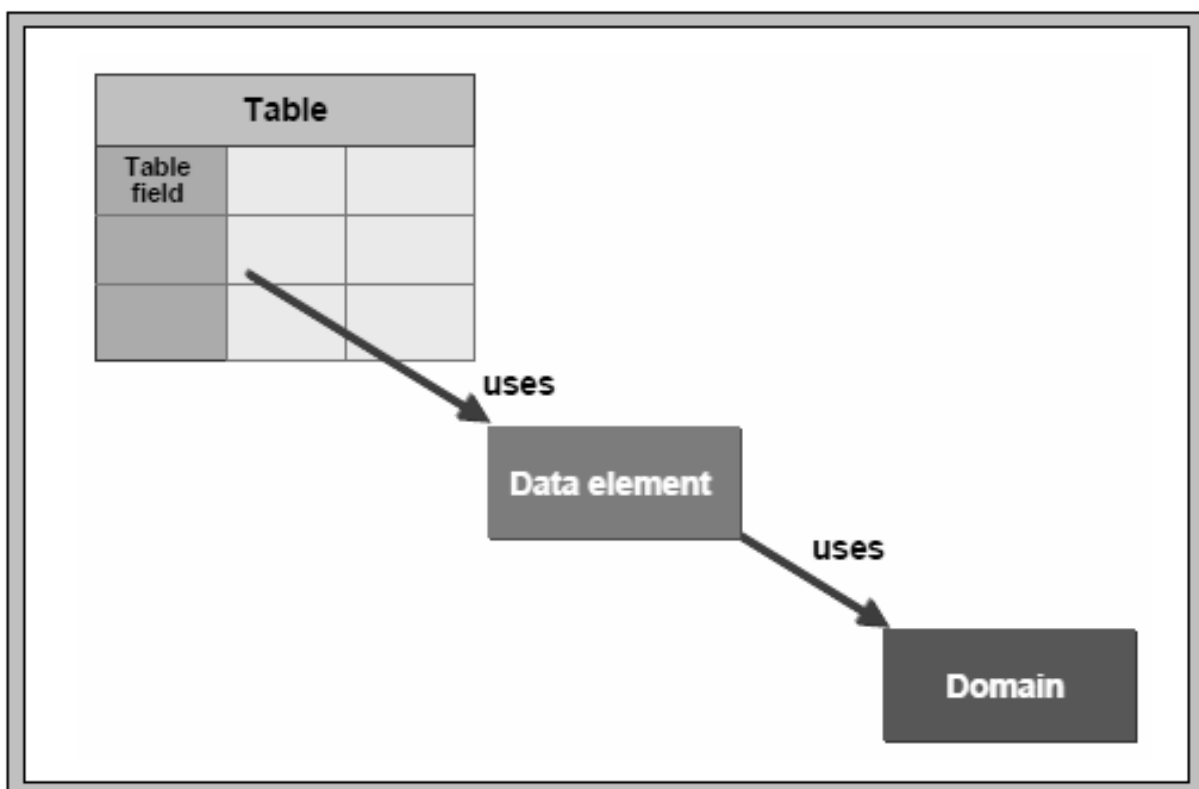 Table
Table
field
uses
Data element
uses
Domain